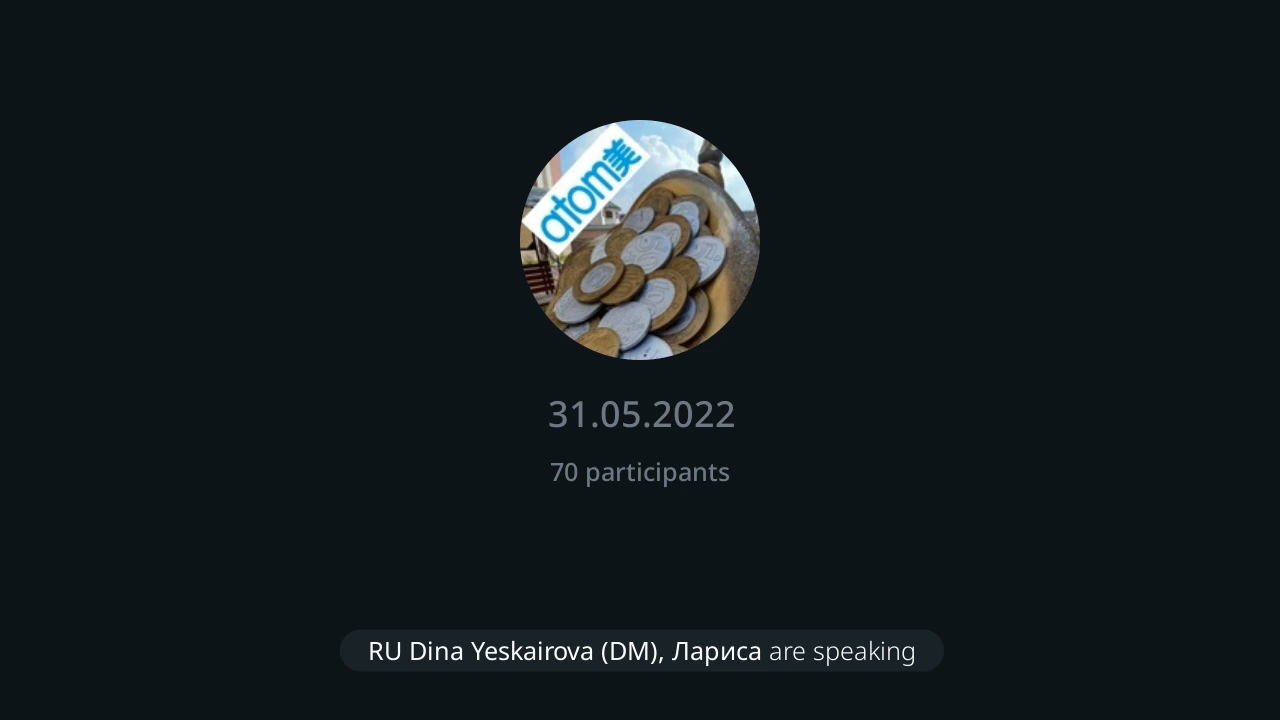 atom美
31.05.2022
70 participants
RU Dina Yeskairova (DM), Лариса are speaking